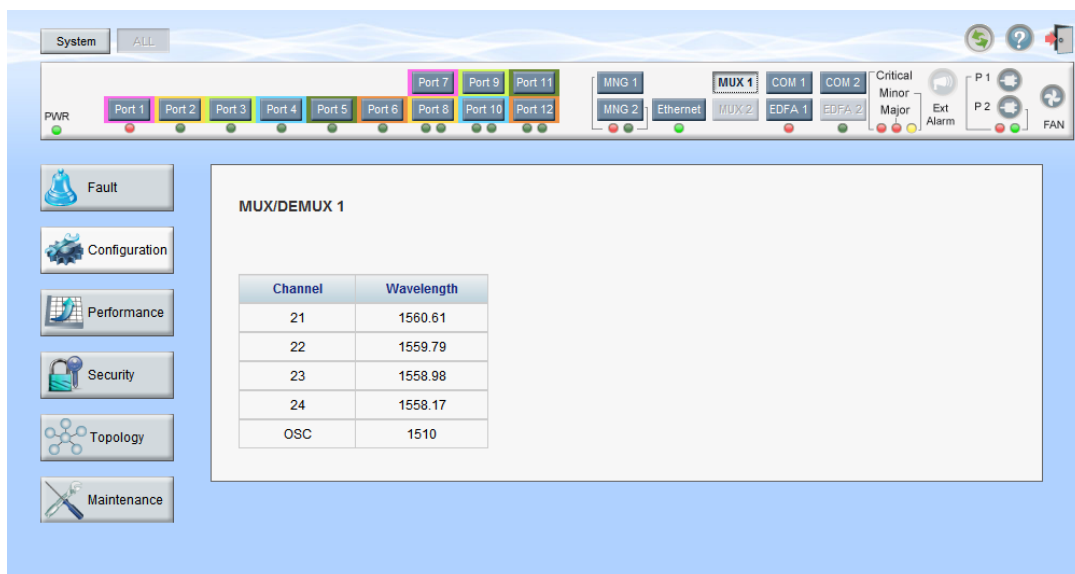 System ALL
Port 7 Port 9 Port 11 MNG 1 MUX 1 COM 1 COM 2 Critical P 1
Minor
PWR Port 1 Port 2 Port 3 Port 4 Port 5 Port 6 Port 8 Port 10 Port 12 MNG 2 Ethernet MUX 2 EDFA 1 EDFA 2 Major Ext Alarm P 2 FAN
Fault
Configuration
Performance
Security
Topology
Maintenance
MUX/DEMUX 1
Channel Wavelength
21 1560.61
22 1559.79
23 1558.98
24 1558.17
OSC 1510